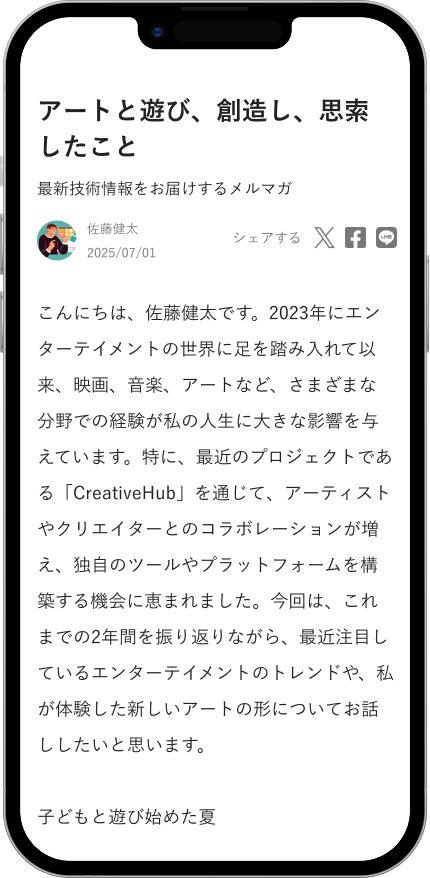 アートと遊び、創造し、思索
したこと
最新技術情報をお届けするメルマガ
佐藤健太
2025/07/01
シェアする
LINE
こんにちは、佐藤健太です。2023年にエン
ターテイメントの世界に足を踏み入れて以
来、映画、音楽、アートなど、さまざまな
分野での経験が私の人生に大きな影響を与
えています。特に、最近のプロジェクトであ
る「CreativeHub」を通じて、アーティスト
やクリエイターとのコラボレーションが増
え、独自のツールやプラットフォームを構
築する機会に恵まれました。今回は、これ
までの2年間を振り返りながら、最近注目し
ているエンターテイメントのトレンドや、私
が体験した新しいアートの形についてお話
ししたいと思います。
子どもと遊び始めた夏